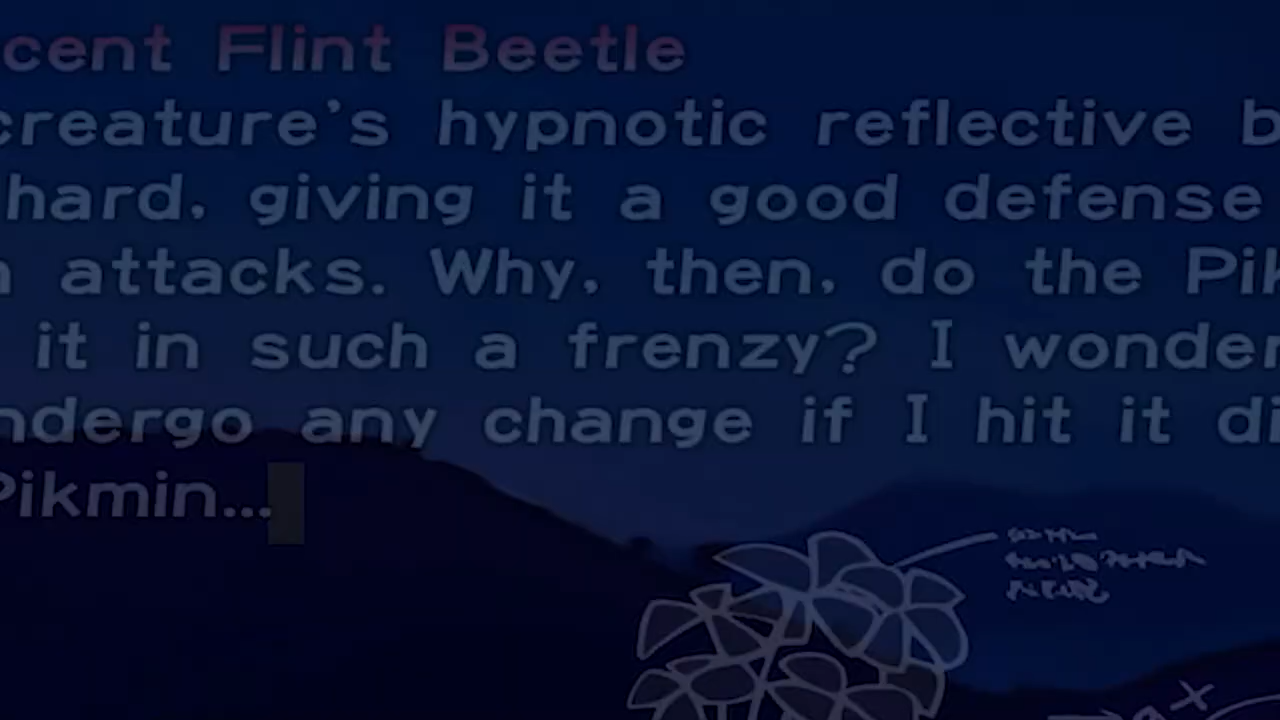 cent Flint Beetle
creature's hypnotic reflective b
hard, giving it a good defense
n attacks. Why, then, do the Pik
it in such a frenzy? I wonder
ndergo any change if I hit it di
Pikmin...